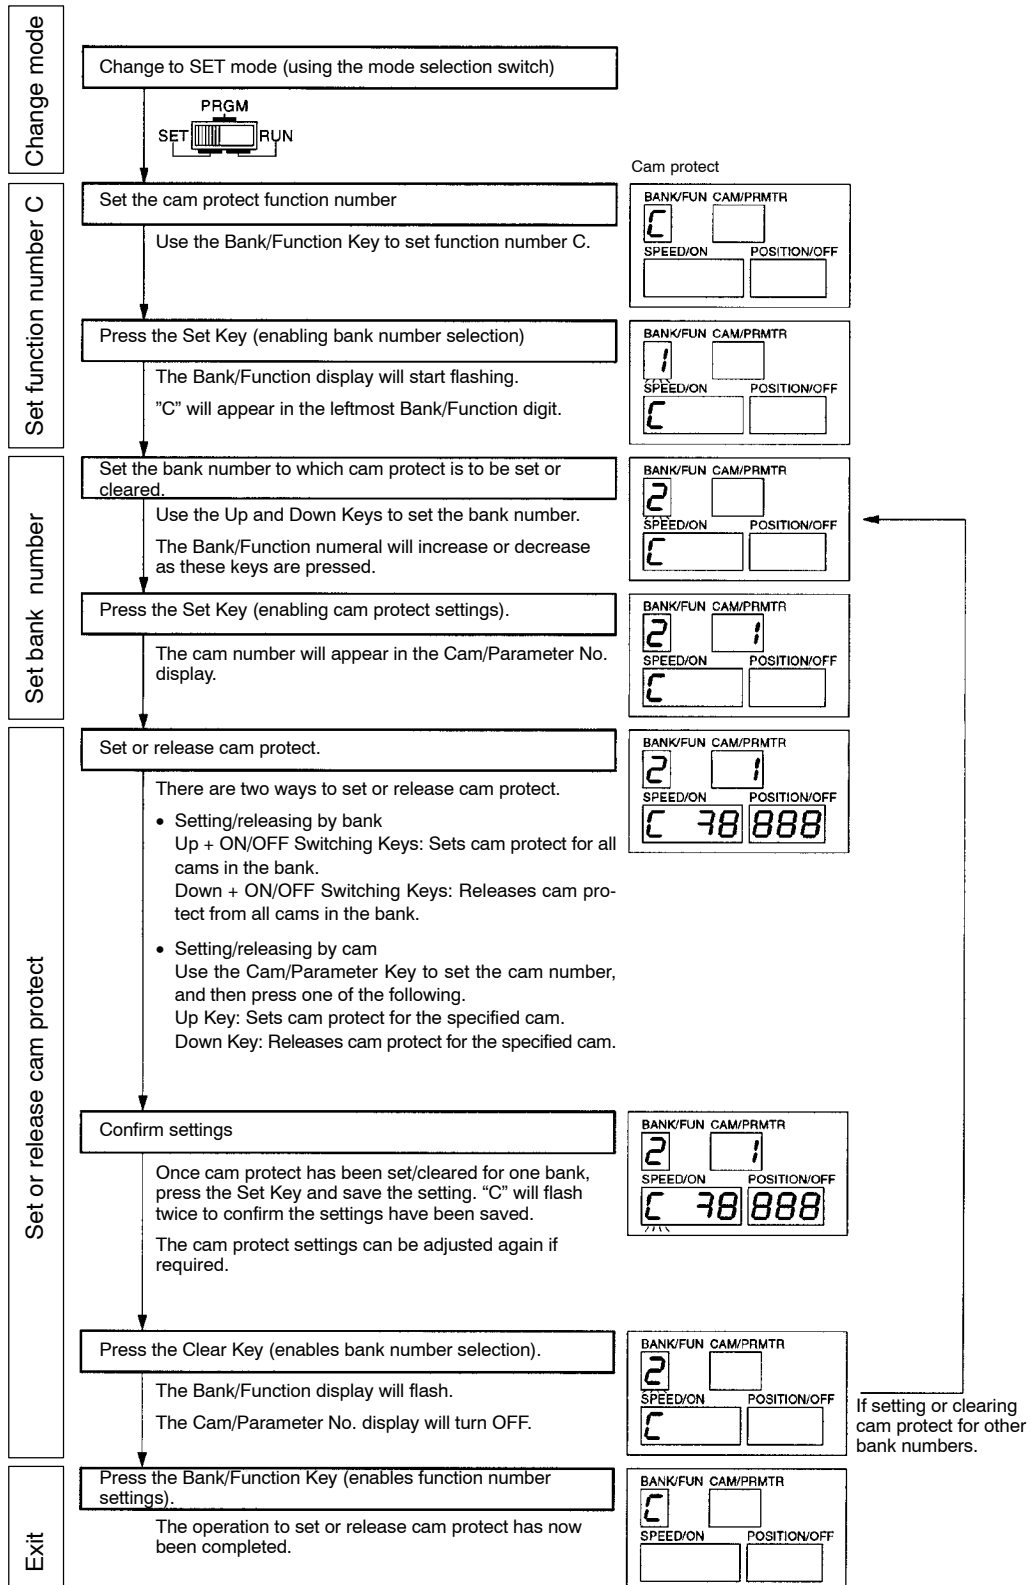 Change mode
Change to SET mode (using the mode selection switch)
PRGM
SET
RUN
Set function number C
Cam protect
Set the cam protect function number
Use the Bank/Function Key to set function number C.
BANK/FUN CAM/PRMTR
C
SPEED/ON POSITION/OFF
Press the Set Key (enabling bank number selection)
The Bank/Function display will start flashing.
"C" will appear in the leftmost Bank/Function digit.
BANK/FUN CAM/PRMTR
1
SPEED/ON POSITION/OFF
C
Set bank number
Set the bank number to which cam protect is to be set or
cleared.
Use the Up and Down Keys to set the bank number.
The Bank/Function numeral will increase or decrease
as these keys are pressed.
BANK/FUN CAM/PRMTR
2
SPEED/ON POSITION/OFF
C
Press the Set Key (enabling cam protect settings).
The cam number will appear in the Cam/Parameter No.
display.
BANK/FUN CAM/PRMTR
2 1
SPEED/ON POSITION/OFF
C
Set or release cam protect
Set or release cam protect.
There are two ways to set or release cam protect.
• Setting/releasing by bank
Up + ON/OFF Switching Keys: Sets cam protect for all
cams in the bank.
Down + ON/OFF Switching Keys: Releases cam pro-
tect from all cams in the bank.
• Setting/releasing by cam
Use the Cam/Parameter Key to set the cam number,
and then press one of the following.
Up Key: Sets cam protect for the specified cam.
Down Key: Releases cam protect for the specified cam.
BANK/FUN CAM/PRMTR
2 1
SPEED/ON POSITION/OFF
Confirm settings
Once cam protect has been set/cleared for one bank,
press the Set Key and save the setting. "C" will flash
twice to confirm the settings have been saved.
The cam protect settings can be adjusted again if
required.
BANK/FUN CAM/PRMTR
2 1
SPEED/ON POSITION/OFF
Press the Clear Key (enables bank number selection).
The Bank/Function display will flash.
The Cam/Parameter No. display will turn OFF.
BANK/FUN CAM/PRMTR
2
SPEED/ON POSITION/OFF
C
If setting or clearing
cam protect for other
bank numbers.
Exit
Press the Bank/Function Key (enables function number
settings).
The operation to set or release cam protect has now
been completed.
BANK/FUN CAM/PRMTR
C
SPEED/ON POSITION/OFF